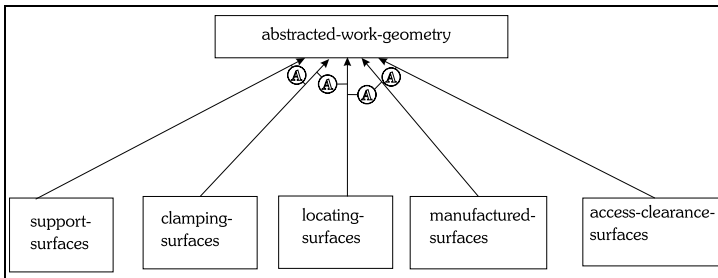 abstracted-work-geometry
A
A
A
A
support-
surfaces
clamping-
surfaces
locating-
surfaces
manufactured-
surfaces
access-clearance-
surfaces